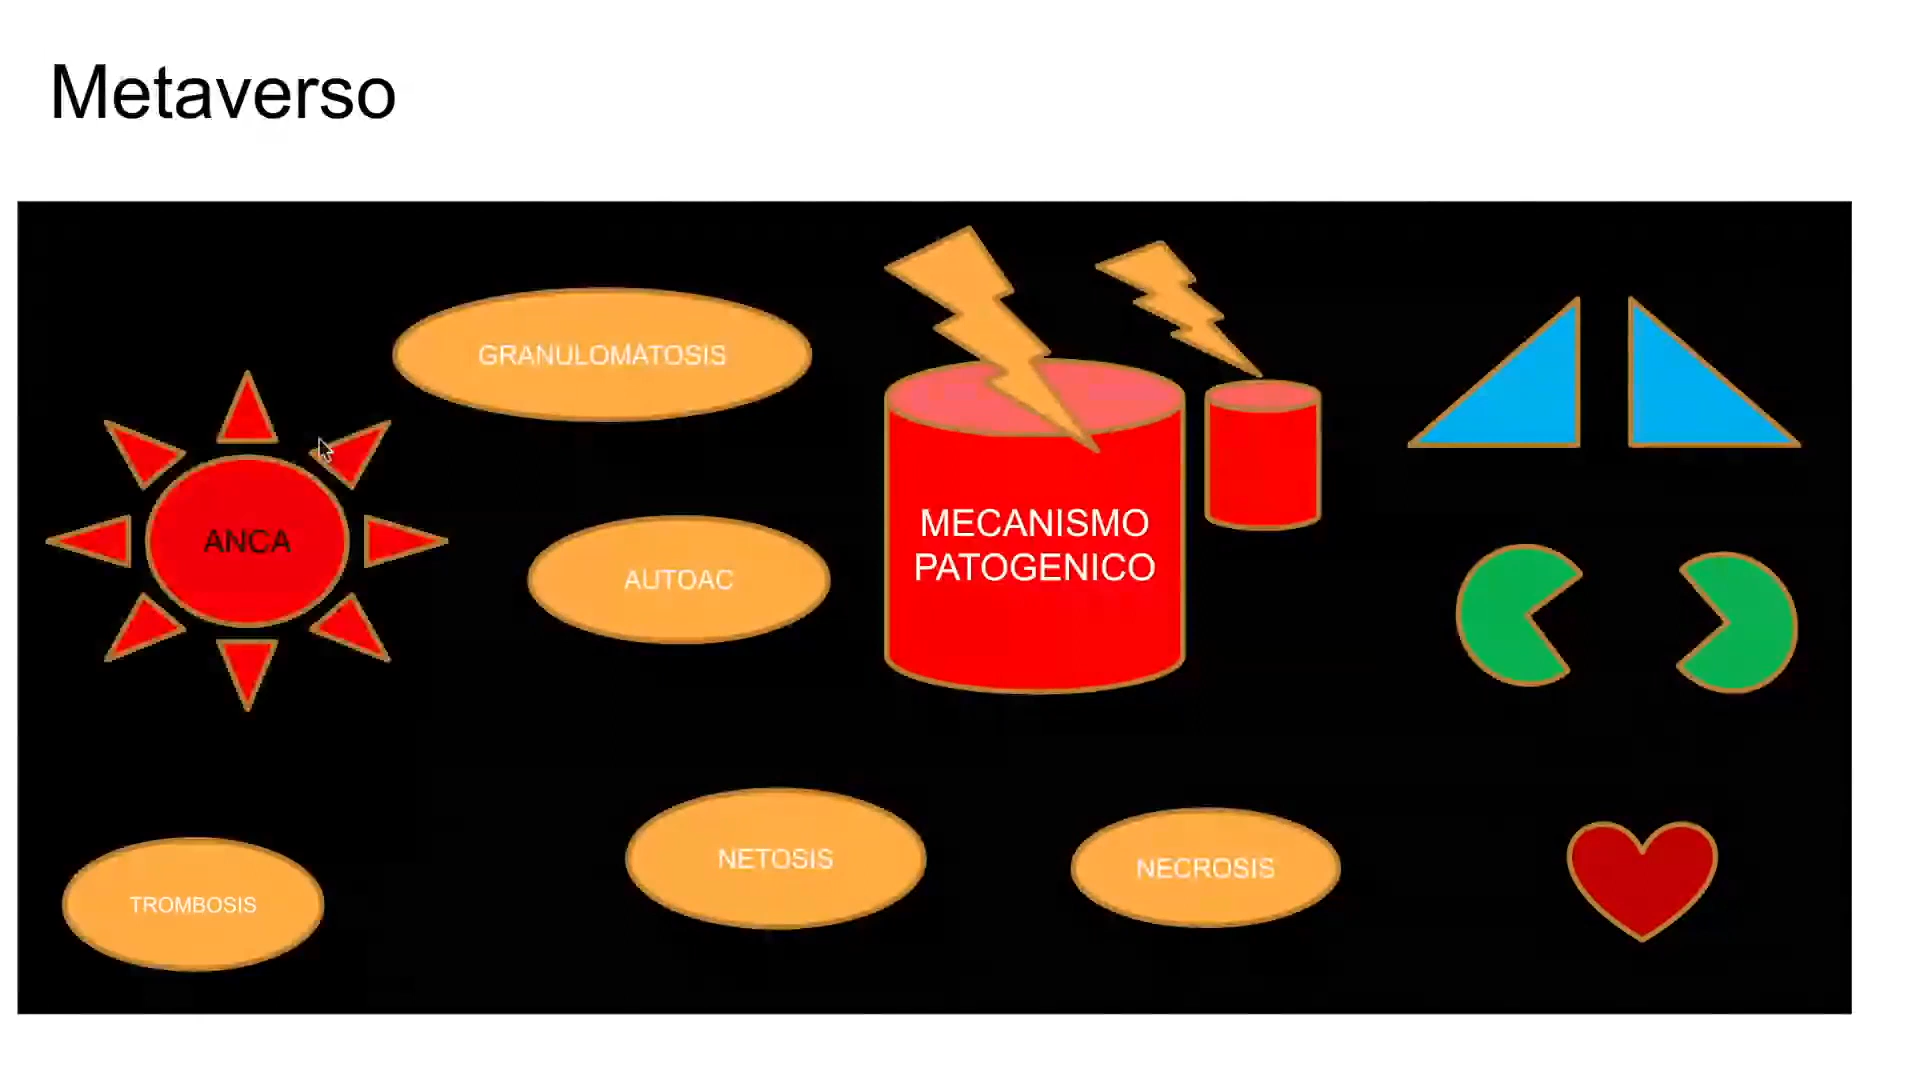 Metaverso
GRANULOMATOSIS
ANCA
AUTOAC
MECANISMO
PATOGENICO
TROMBOSIS
NETOSIS
NECROSIS